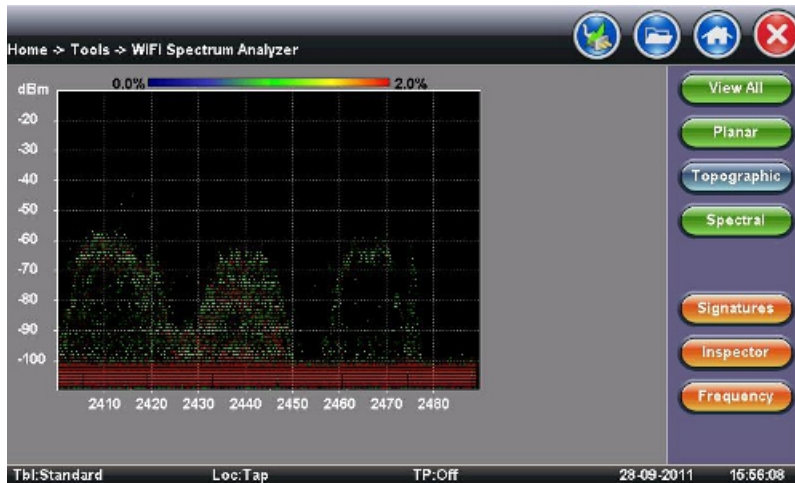 Home -> Tools -> WiFi Spectrum Analyzer
dBm
0.0%
2.0%
-20
-30
-40
-50
-60
-70
-80
-90
-100
2410 2420 2430 2440 2450 2460 2470 2480
View All
Planar
Topographic
Spectral
Signatures
Inspector
Frequency
Tbl:Standard Loc:Tap TP:Off 28-09-2011 15:56:08